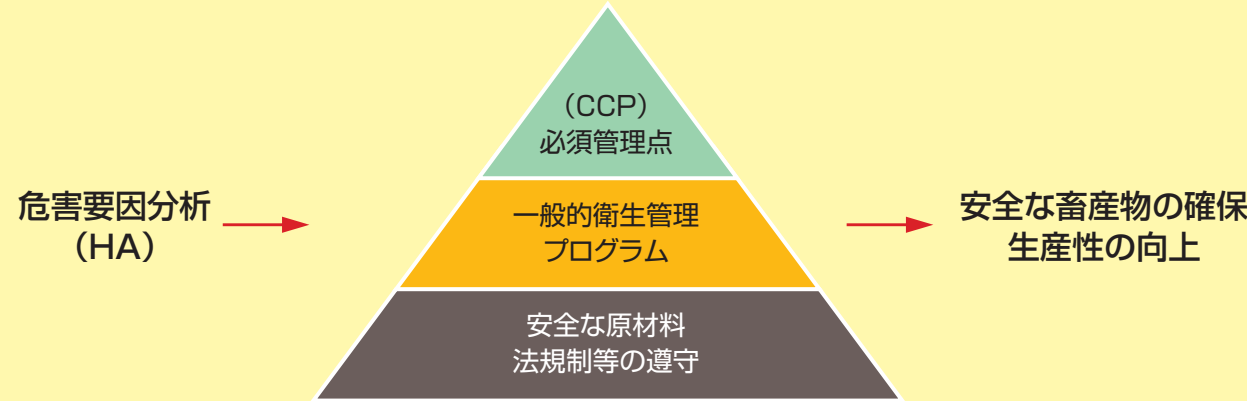 （CCP）
必須管理点
危害要因分析
（HA）
一般的衛生管理
プログラム
安全な畜産物の確保
生産性の向上
安全な原材料
法規制等の遵守